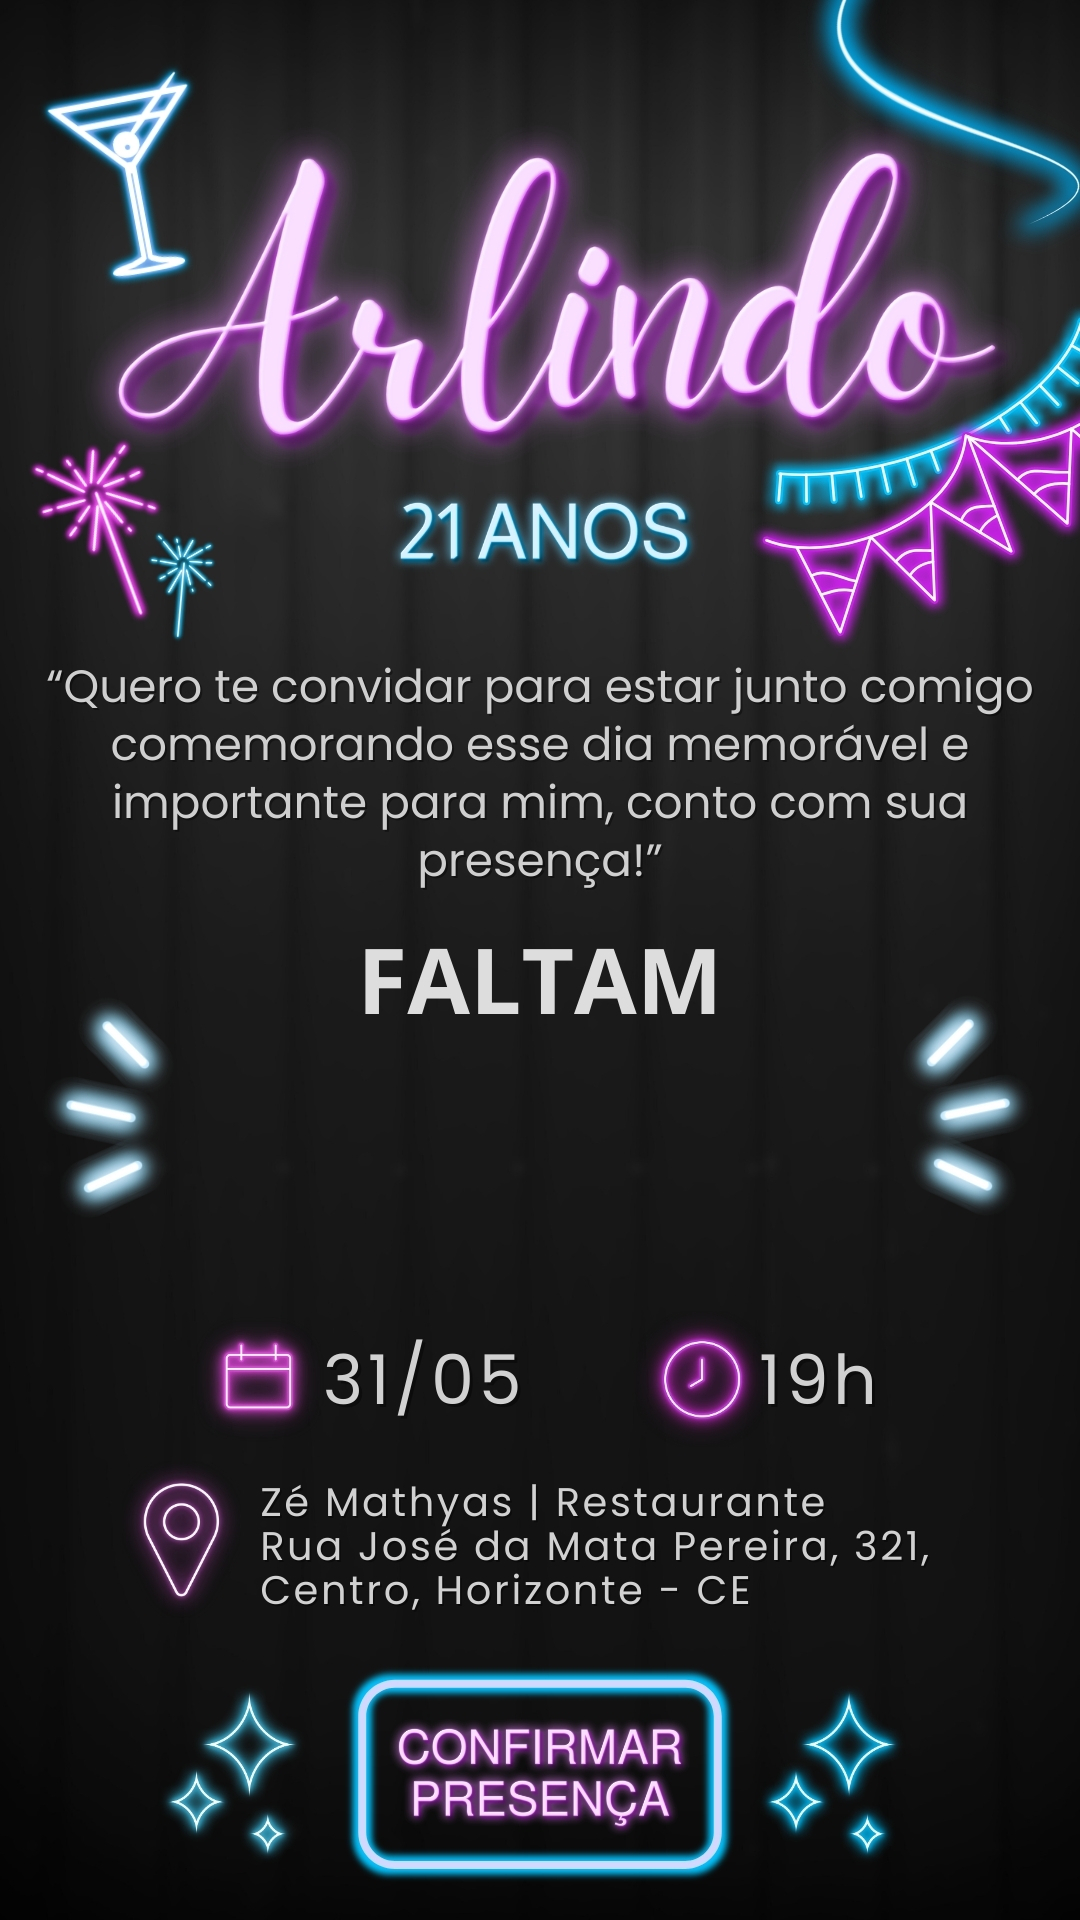 Arlindo
21 ANOS
“Quero te convidar para estar junto comigo
comemorando esse dia memorável e
importante para mim, conto com sua
presença!”
FALTAM
31/05
19h
Zé Mathyas | Restaurante
Rua José da Mata Pereira, 321,
Centro, Horizonte - CE
CONFIRMAR
PRESENÇA